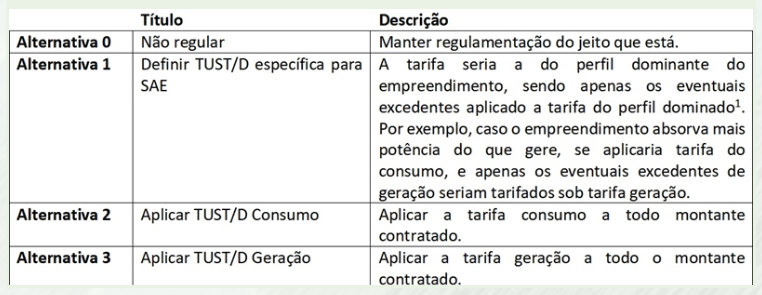 Título Descrição
Alternativa 0 Não regular Manter regulamentação do jeito que está.
Alternativa 1 Definir TUST/D específica para A tarifa seria a do perfil dominante do
SAE empreendimento, sendo apenas os eventuais
excedentes aplicado a tarifa do perfil dominado¹.
Por exemplo, caso o empreendimento absorva mais
potência do que gere, se aplicaria tarifa do
consumo, e apenas os eventuais excedentes de
geração seriam tarifados sob tarifa geração.
Alternativa 2 Aplicar TUST/D Consumo Aplicar a tarifa consumo a todo montante
contratado.
Alternativa 3 Aplicar TUST/D Geração Aplicar a tarifa geração a todo o montante
contratado.